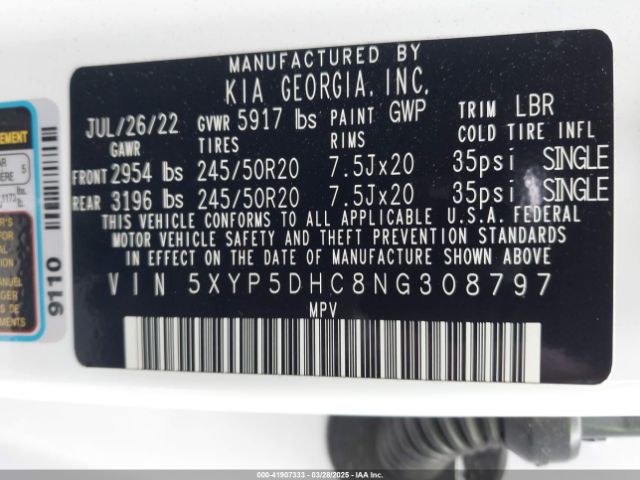 MANUFACTURED BY
KIA GEORGIA, INC.
JUL/26/22 GVWR 5917 lbs PAINT GWP TRIM LBR
GAWR TIRES RIMS COLD TIRE INFL
FRONT 2954 lbs 245/50R20 7.5Jx20 35psi SINGLE
REAR 3196 lbs 245/50R20 7.5Jx20 35psi SINGLE
THIS VEHICLE CONFORMS TO ALL APPLICABLE U.S.A. FEDERAL
MOTOR VEHICLE SAFETY AND THEFT PREVENTION STANDARDS
IN EFFECT ON THE DATE OF MANUFACTURE SHOWN ABOVE
VIN 5XYP5DHC8NG308797
MPV
9110
000-41907333 | 03/28/2025 - IAA Inc.